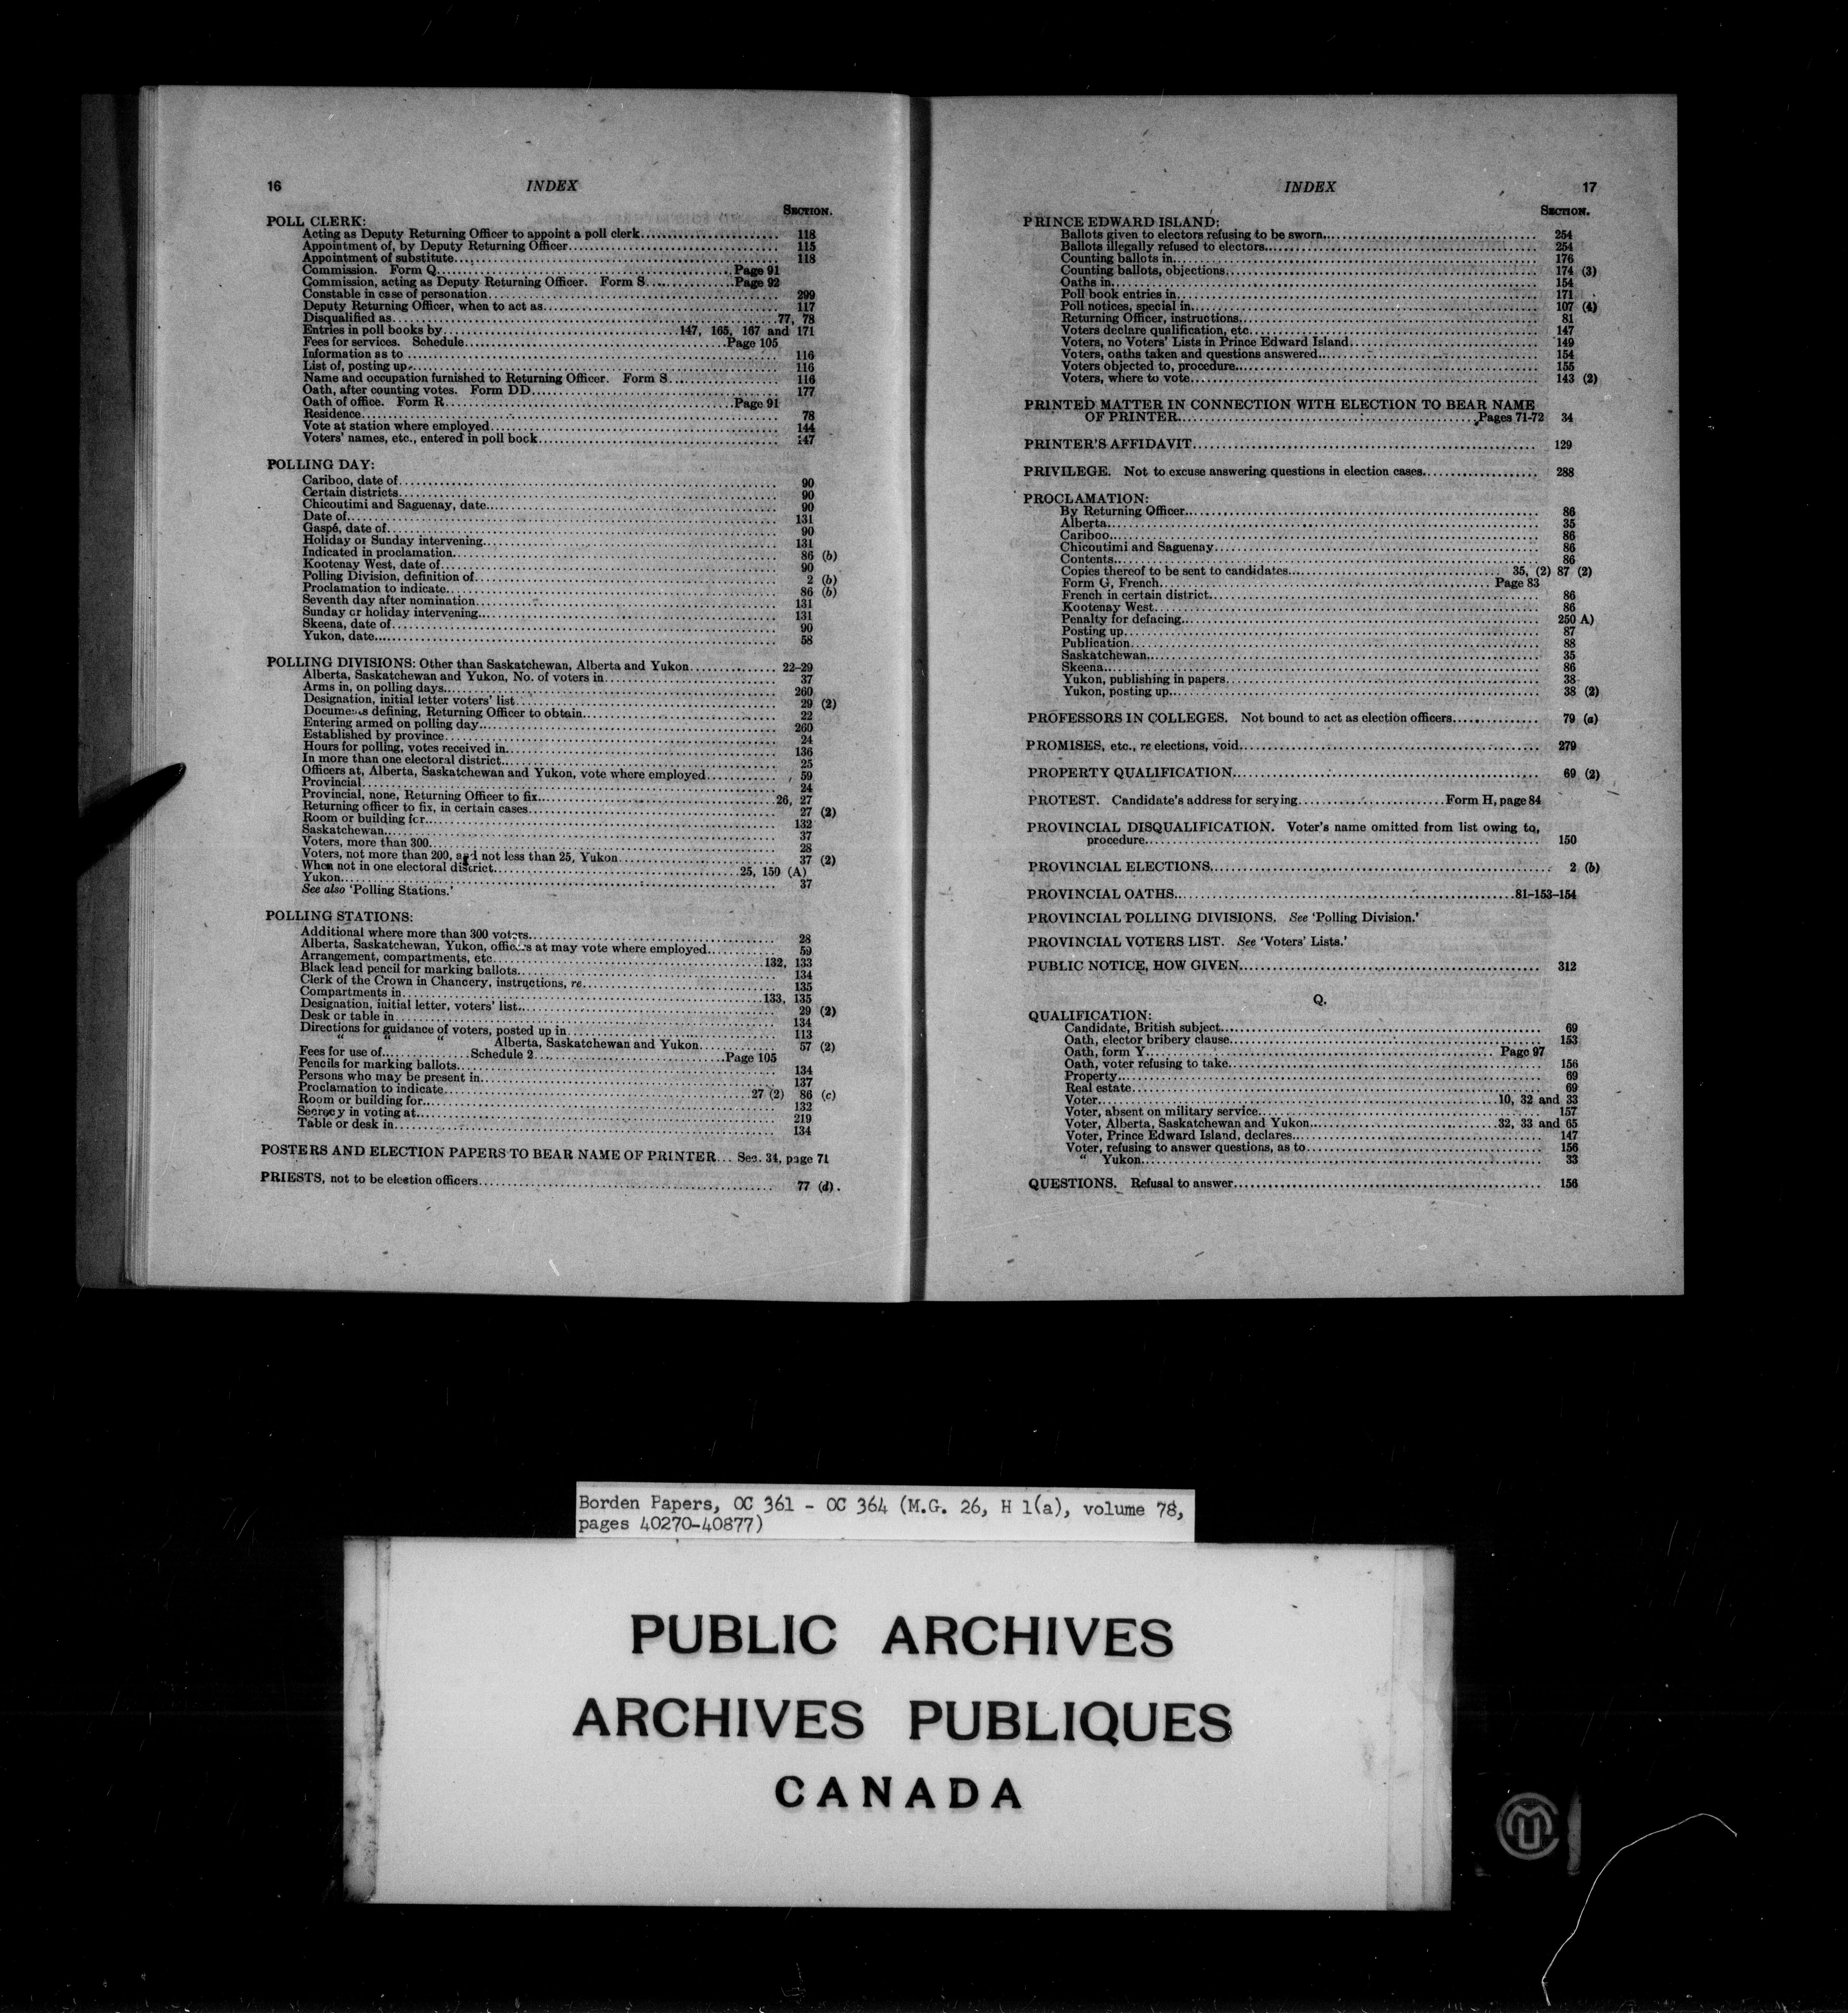 16
INDEX
SECTION.
POLL CLERK:
Acting as Deputy Returning Officer to appoint a poll clerk 118
Appointment of, by Deputy Returning Officer 115
Appointment of substitute 118
Commission. Form Q Page 91
Commission, acting as Deputy Returning Officer. Form S Page 92
Constable in case of personation 299
Deputy Returning Officer, when to act as 117
Disqualified as 77, 78
Entries in poll books by 147, 165, 167 and 171
Fees for services. Schedule Page 105
Information as to 116
List of, posting up 116
Name and occupation furnished to Returning Officer. Form S 116
Oath, after counting votes. Form DD 177
Oath of office. Form R Page 91
Residence 78
Vote at station where employed 144
Voters' names, etc., entered in poll book 147
POLLING DAY:
Cariboo, date of 90
Certain districts 90
Chicoutimi and Saguenay, date 90
Date of 131
Gaspé, date of 90
Holiday or Sunday intervening 131
Indicated in proclamation 86 (b)
Kootenay West, date of 90
Polling Division, definition of 2 (b)
Proclamation to indicate 86 (b)
Seventh day after nomination 131
Sunday or holiday intervening 131
Skeena, date of 90
Yukon, date 58
POLLING DIVISIONS: Other than Saskatchewan, Alberta and Yukon 22-29
Alberta, Saskatchewan and Yukon, No. of voters in 37
Arms in, on polling days 260
Designation, initial letter voters' list 29 (2)
Documents defining, Returning Officer to obtain 22
Entering armed on polling day 260
Established by province 24
Hours for polling, votes received in 136
In more than one electoral district 25
Officers at, Alberta, Saskatchewan and Yukon, vote where employed 59
Provincial 24
Provincial, none, Returning Officer to fix 26, 27
Returning officer to fix, in certain cases 27 (2)
Room or building for 132
Saskatchewan 37
Voters, more than 300 28
Voters, not more than 200, and not less than 25, Yukon 37 (2)
When not in one electoral district 25, 150 (A)
Yukon 37
See also 'Polling Stations.'
POLLING STATIONS:
Additional where more than 300 voters 28
Alberta, Saskatchewan, Yukon, officers at may vote where employed 59
Arrangement, compartments, etc 132, 133
Black lead pencil for marking ballots 134
Clerk of the Crown in Chancery, instructions, re 135
Compartments in 133, 135
Designation, initial letter, voters' list 29 (2)
Desk or table in 134
Directions for guidance of voters, posted up in 113
" " " Alberta, Saskatchewan and Yukon 57 (2)
Fees for use of Schedule 2 Page 105
Pencils for marking ballots 134
Persons who may be present in 137
Proclamation to indicate 27 (2) 86 (c)
Room or building for 132
Secrecy in voting at 219
Table or desk in 134
POSTERS AND ELECTION PAPERS TO BEAR NAME OF PRINTER... Sec. 34, page 71
PRIESTS, not to be election officers 77 (d).
INDEX
17
SECTION.
PRINCE EDWARD ISLAND:
Ballots given to electors refusing to be sworn 254
Ballots illegally refused to electors 254
Counting ballots in 176
Counting ballots, objections 174 (3)
Oaths in 154
Poll book entries in 171
Poll notices, special in 107 (4)
Returning Officer, instructions 81
Voters declare qualification, etc 147
Voters, no Voters' Lists in Prince Edward Island 149
Voters, oaths taken and questions answered 154
Voters objected to, procedure 155
Voters, where to vote 143 (2)
PRINTED MATTER IN CONNECTION WITH ELECTION TO BEAR NAME
OF PRINTER Pages 71-72 34
PRINTER'S AFFIDAVIT 129
PRIVILEGE. Not to excuse answering questions in election cases 288
PROCLAMATION:
By Returning Officer 86
Alberta 35
Cariboo 86
Chicoutimi and Saguenay 86
Contents 86
Copies thereof to be sent to candidates 35, (2) 87 (2)
Form G, French Page 83
French in certain district 86
Kootenay West 86
Penalty for defacing 250 A)
Posting up 87
Publication 88
Saskatchewan 35
Skeena 86
Yukon, publishing in papers 38
Yukon, posting up 38 (2)
PROFESSORS IN COLLEGES. Not bound to act as election officers 79 (a)
PROMISES, etc., re elections, void 279
PROPERTY QUALIFICATION 69 (2)
PROTEST. Candidate's address for serving Form H, page 84
PROVINCIAL DISQUALIFICATION. Voter's name omitted from list owing to,
procedure 150
PROVINCIAL ELECTIONS 2 (b)
PROVINCIAL OATHS 81-153-154
PROVINCIAL POLLING DIVISIONS. See 'Polling Division.'
PROVINCIAL VOTERS LIST. See 'Voters' Lists.'
PUBLIC NOTICE, HOW GIVEN 312
Q.
QUALIFICATION:
Candidate, British subject 69
Oath, elector bribery clause 153
Oath, form Y Page 97
Oath, voter refusing to take 156
Property 69
Real estate 69
Voter 10, 32 and 33
Voter, absent on military service 157
Voter, Alberta, Saskatchewan and Yukon 32, 33 and 65
Voter, Prince Edward Island, declares 147
Voter, refusing to answer questions, as to 156
" Yukon 33
QUESTIONS. Refusal to answer 156
Borden Papers, OC 361 - OC 364 (M.G. 26, H 1(a), volume 78,
pages 40270-40877)
PUBLIC ARCHIVES
ARCHIVES PUBLIQUES
CANADA